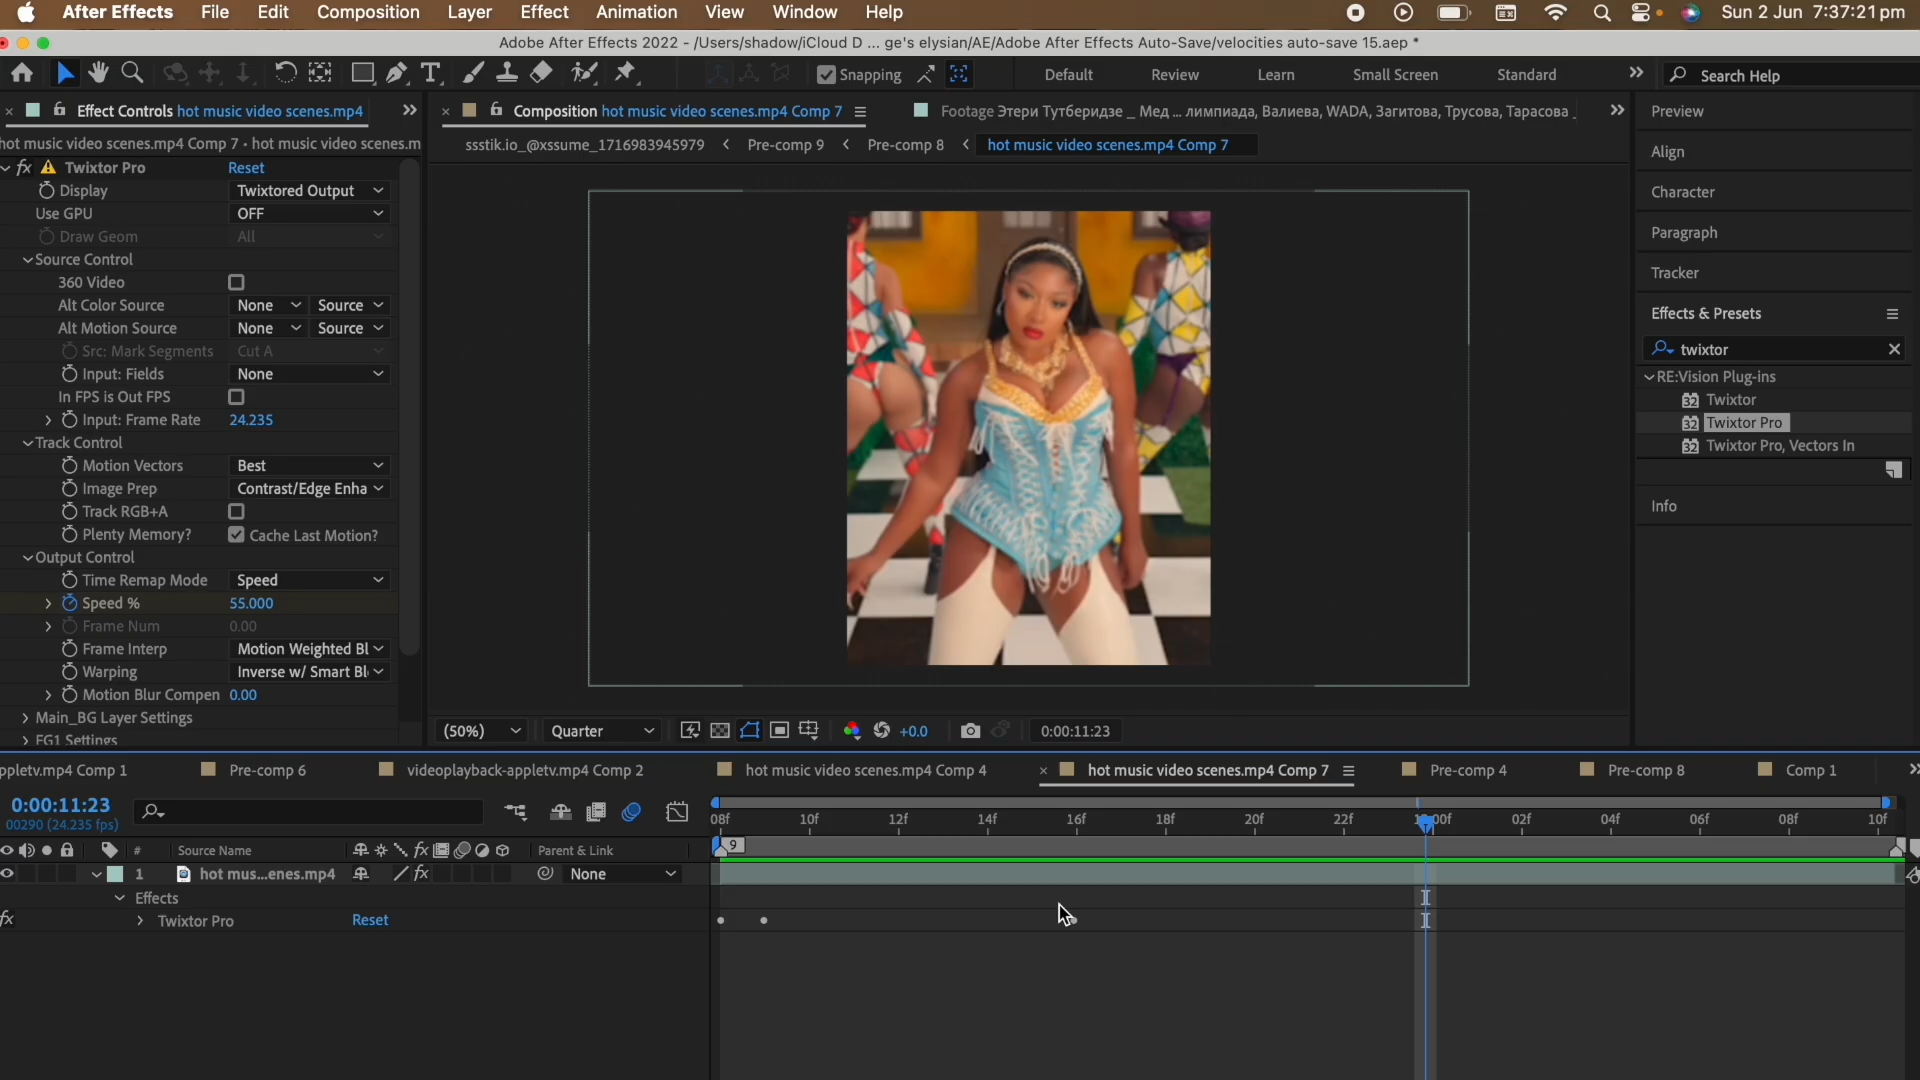 After Effects File Edit Composition Layer Effect Animation View Window Help Sun 2 Jun 7:37:21 pm
Adobe After Effects 2022 - /Users/shadow/iCloud D ... ge's elysian/AE/Adobe After Effects Auto-Save/velocities auto-save 15.aep *
Snapping Default Review Learn Small Screen Standard Search Help
Effect Controls hot music video scenes.mp4
Composition hot music video scenes.mp4 Comp 7
Footage Этери Тутберидзе _ Мед ... лимпиада, Валиева, WADA, Загитова, Трусова, Тарасова _
hot music video scenes.mp4 Comp 7 • hot music video scenes.m
ssstik.io_@xssume_1716983945979 Pre-comp 9 Pre-comp 8 hot music video scenes.mp4 Comp 7
fx Twixtor Pro Reset
Display Twixtored Output
Use GPU OFF
Draw Geom All
Source Control
360 Video
Alt Color Source None Source
Alt Motion Source None Source
Src: Mark Segments Cut A
Input: Fields None
In FPS is Out FPS
Input: Frame Rate 24.235
Track Control
Motion Vectors Best
Image Prep Contrast/Edge Enha
Track RGB+A
Plenty Memory? Cache Last Motion?
Output Control
Time Remap Mode Speed
Speed % 55.000
Frame Num 0.00
Frame Interp Motion Weighted Bl
Warping Inverse w/ Smart Bl
Motion Blur Compen 0.00
Main_BG Layer Settings
FG1 Settings
(50%) Quarter +0.0 0:00:11:23
Preview
Align
Character
Paragraph
Tracker
Effects & Presets
twixtor
RE:Vision Plug-ins
32 Twixtor
32 Twixtor Pro
32 Twixtor Pro, Vectors In
Info
ppletv.mp4 Comp 1 Pre-comp 6 videoplayback-appletv.mp4 Comp 2 hot music video scenes.mp4 Comp 4 hot music video scenes.mp4 Comp 7 Pre-comp 4 Pre-comp 8 Comp 1
0:00:11:23
00290 (24.235 fps)
08f 10f 12f 14f 16f 18f 20f 22f 00f 02f 04f 06f 08f 10f
# Source Name fx Parent & Link
9
1 hot mus...enes.mp4 fx None
Effects
fx Twixtor Pro Reset